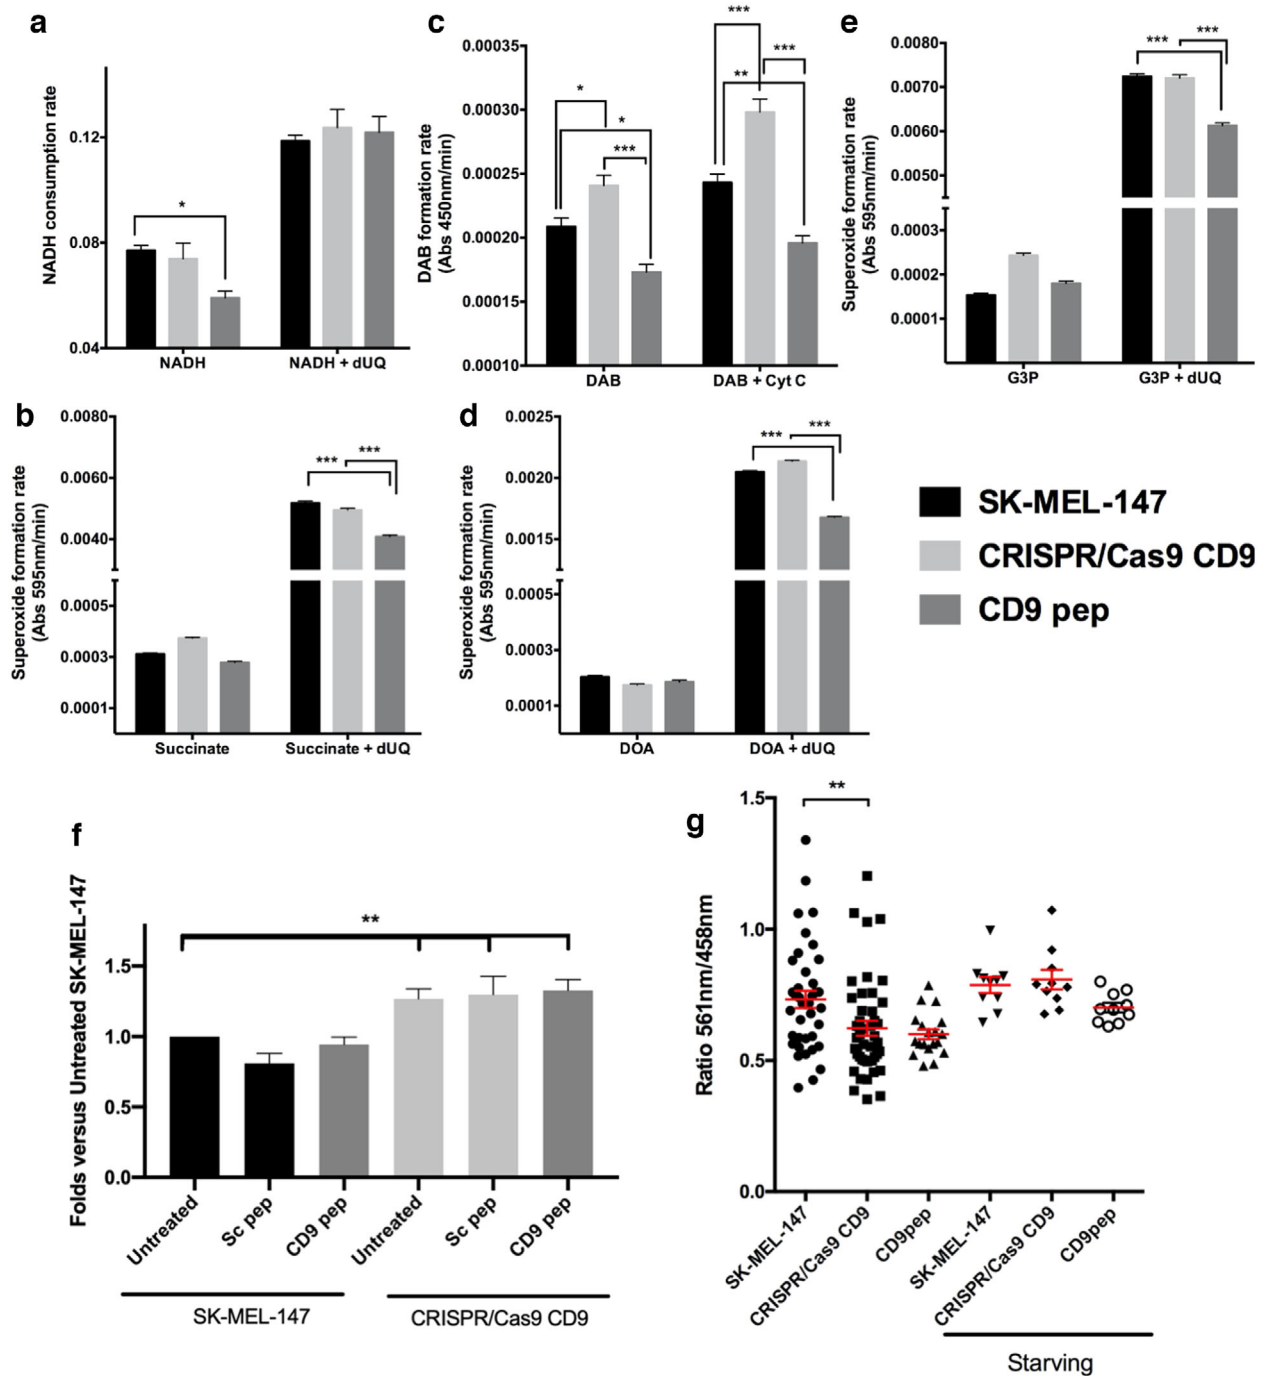 a
NADH consumption rate
0.12
0.08
0.04
*
NADH
NADH + dUQ
c
DAB formation rate
(Abs 450nm/min)
0.00035
0.00030
0.00025
0.00020
0.00015
0.00010
*
*
***
***
***
**
DAB
DAB + Cyt C
e
Superoxide formation rate
(Abs 595nm/min)
0.0080
0.0070
0.0060
0.0050
0.0003
0.0002
0.0001
***
***
G3P
G3P + dUQ
b
Superoxide formation rate
(Abs 595nm/min)
0.0080
0.0060
0.0040
0.0005
0.0003
0.0001
***
***
Succinate
Succinate + dUQ
d
Superoxide formation rate
(Abs 595nm/min)
0.0025
0.0020
0.0015
0.0005
0.0003
0.0001
***
***
DOA
DOA + dUQ
SK-MEL-147
CRISPR/Cas9 CD9
CD9 pep
f
Folds versus Untreated SK-MEL-147
1.5
1.0
0.5
0.0
**
Untreated
Sc pep
CD9 pep
Untreated
Sc pep
CD9 pep
SK-MEL-147
CRISPR/Cas9 CD9
g
Ratio 561nm/458nm
1.5
1.0
0.5
0.0
**
SK-MEL-147
CRISPR/Cas9 CD9
CD9pep
SK-MEL-147
CRISPR/Cas9 CD9
CD9pep
Starving